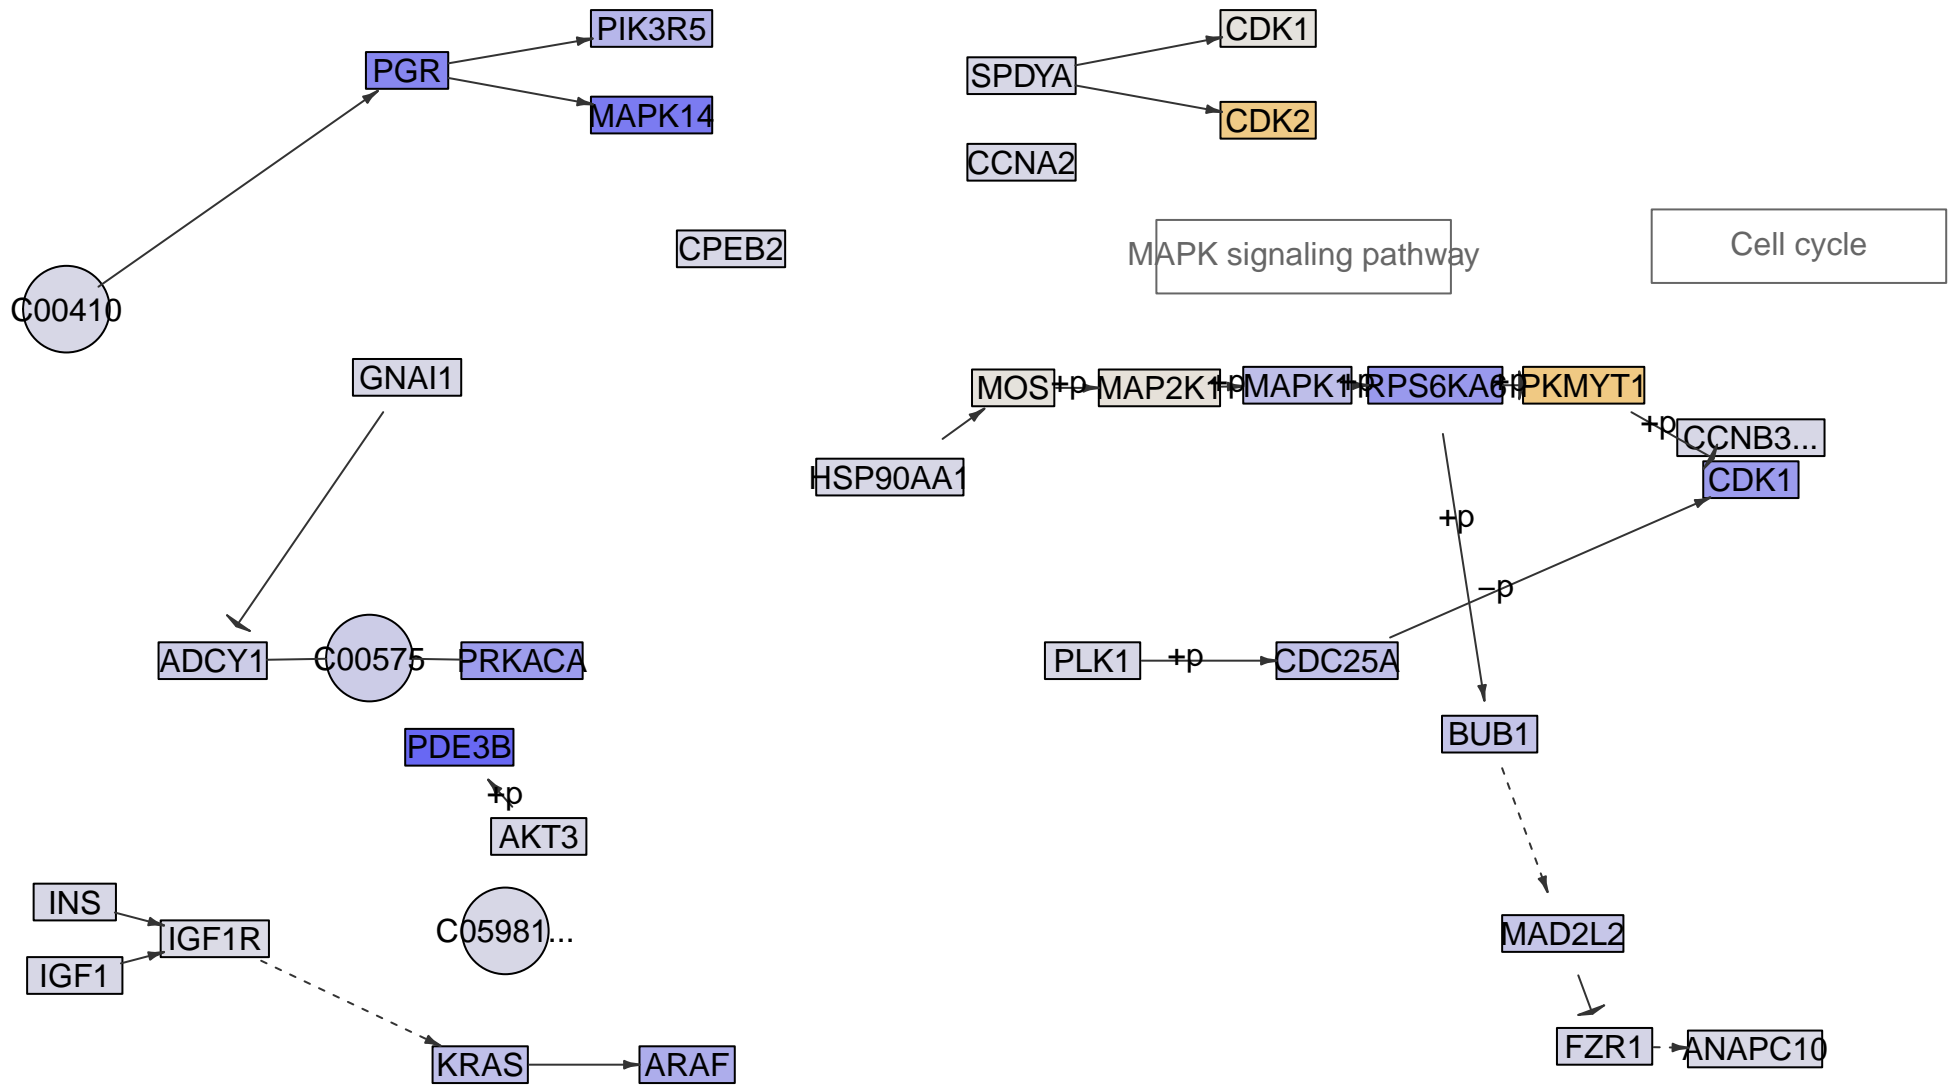 PIK3R5
CDK1
PGR
SPDYA
MAPK14
CDK2
CCNA2
CPEB2
MAPK signaling pathway
Cell cycle
C00410
GNAI1
MOS
+p
MAP2K1
+p
MAPK1
+p
RPS6KA6
+p
PKMYT1
+p
CCNB3...
HSP90AA1
CDK1
+p
−p
ADCY1
C00575
PRKACA
PLK1
+p
CDC25A
PDE3B
BUB1
+p
AKT3
INS
IGF1R
C05981...
MAD2L2
IGF1
KRAS
ARAF
FZR1
ANAPC10